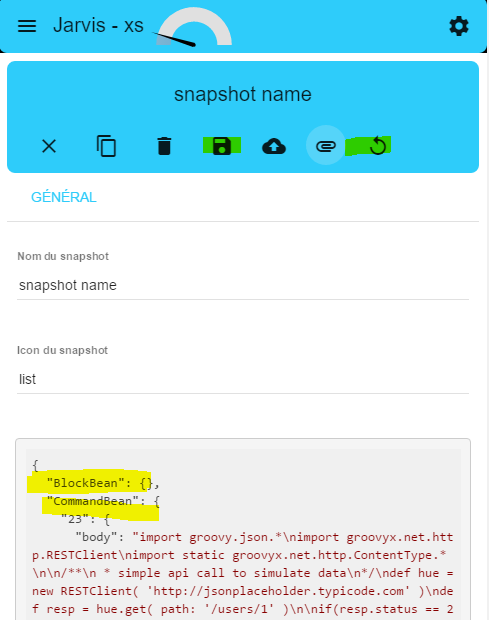 Jarvis - xs
snapshot name
GÉNÉRAL
Nom du snapshot
snapshot name
Icon du snapshot
list
{
"BlockBean": {},
"CommandBean": {
"23": {
"body": "import groovy.json.*\nimport groovyx.net.htt
p.RESTClient\nimport static groovyx.net.http.ContentType.*
\n\n/**\n * simple api call to simulate data\n*/\ndef hue =
new RESTClient( 'http://jsonplaceholder.typicode.com' )\nde
f resp = hue.get( path: '/users/1' )\n\nif(resp.status == 2